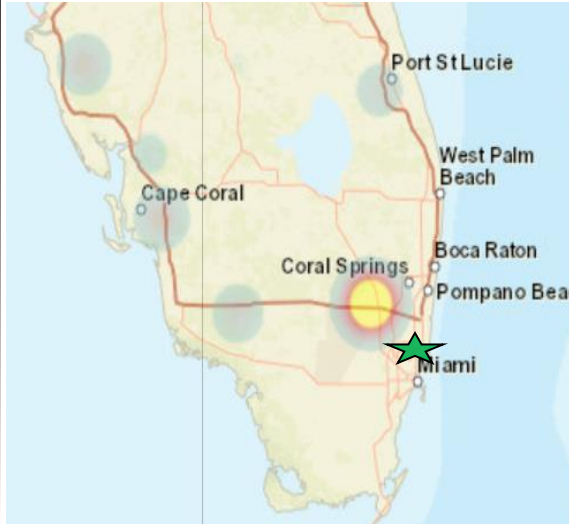 Port St Lucie
West Palm
Beach
Cape Coral
Boca Raton
Coral Springs
Pompano Bea
Miami